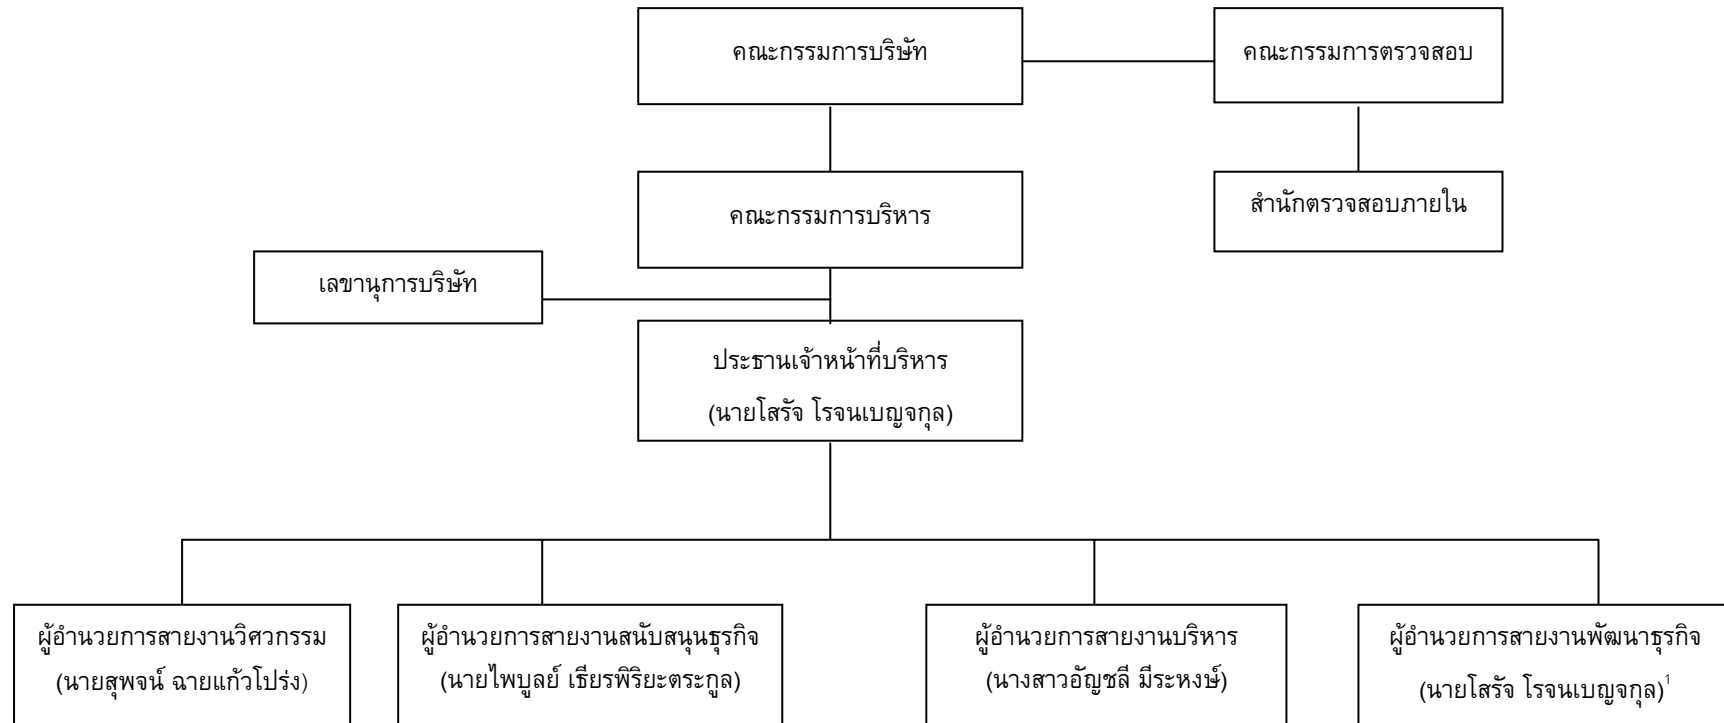 คณะกรรมการบริษัท
คณะกรรมการตรวจสอบ
คณะกรรมการบริหาร
สำนักตรวจสอบภายใน
เลขานุการบริษัท
ประธานเจ้าหน้าที่บริหาร
(นายโสรัจ โรจนเบญจกุล)
ผู้อำนวยการสายงานวิศวกรรม
(นายสุพจน์ ฉายแก้วโปร่ง)
ผู้อำนวยการสายงานสนับสนุนธุรกิจ
(นายไพบูลย์ เธียรพิริยะตระกูล)
ผู้อำนวยการสายงานบริหาร
(นางสาวอัญชลี มีระหงษ์)
ผู้อำนวยการสายงานพัฒนาธุรกิจ
(นายโสรัจ โรจนเบญจกุล)¹